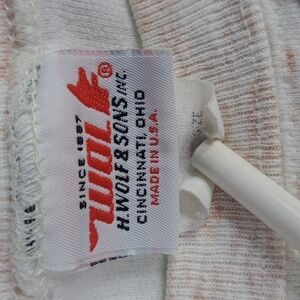 SINCE 1897
WOLF®
H. WOLF & SONS INC.
CINCINNATI, OHIO
MADE IN U.S.A.